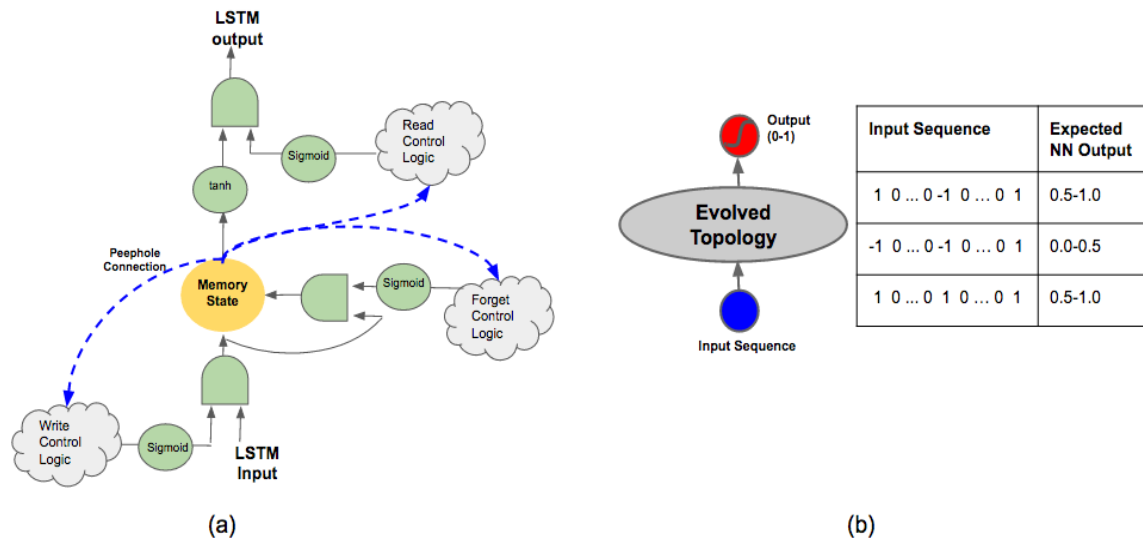 LSTM
output
Read
Control
Logic
Sigmoid
tanh
Peephole
Connection
Memory
State
Sigmoid
Forget
Control
Logic
Write
Control
Logic
Sigmoid
LSTM
Input
(a)
Output
(0-1)
Evolved
Topology
Input Sequence
Input Sequence
Expected
NN Output
1 0 ... 0 -1 0 ... 0 1
0.5-1.0
-1 0 ... 0 -1 0 ... 0 1
0.0-0.5
1 0 ... 0 1 0 ... 0 1
0.5-1.0
(b)